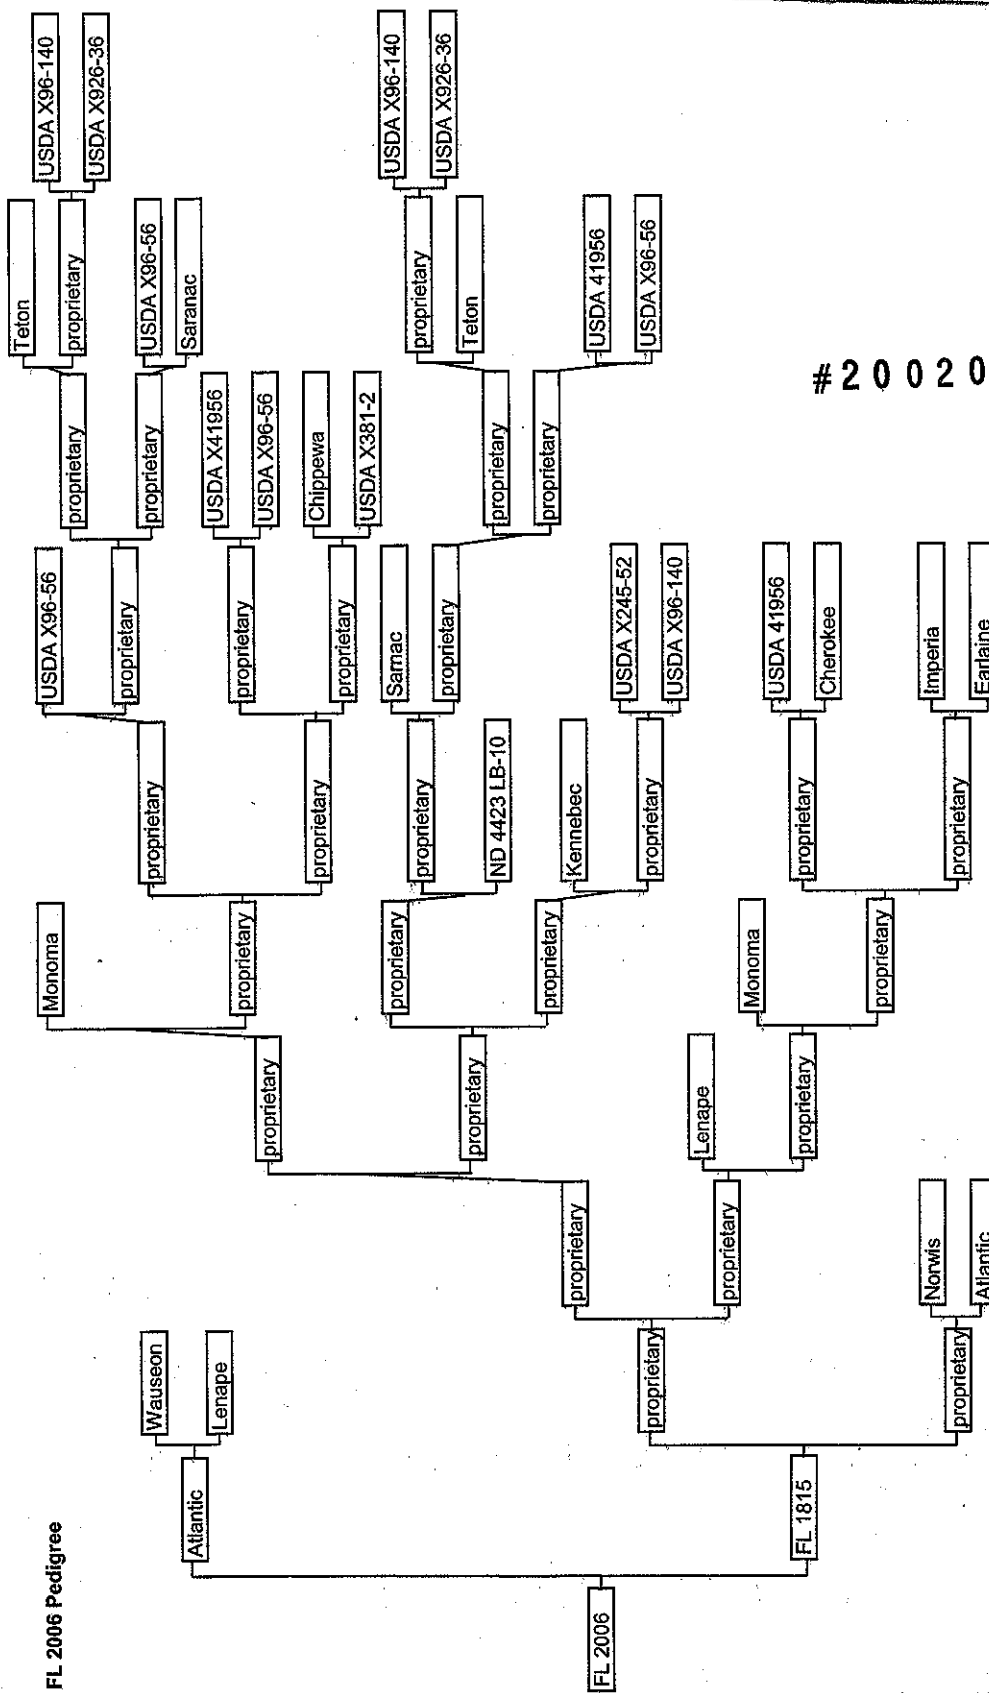 FL 2006 Pedigree
FL 2006
Atlantic
FL 1815
Wauseon
Lenape
proprietary
proprietary
proprietary
proprietary
Norwis
Atlantic
proprietary
proprietary
Lenape
proprietary
Monoma
proprietary
proprietary
proprietary
Monoma
proprietary
proprietary
proprietary
proprietary
ND 4423 LB-10
Kennebec
proprietary
proprietary
proprietary
USDA X96-56
proprietary
proprietary
proprietary
Sarnac
proprietary
USDA X245-52
USDA X96-140
USDA 41956
Cherokee
Imperia
Earlaine
proprietary
proprietary
USDA X41956
USDA X96-56
Chippewa
USDA X381-2
proprietary
proprietary
Teton
proprietary
USDA X96-56
Saranac
proprietary
Teton
USDA 41956
USDA X96-56
USDA X96-140
USDA X926-36
USDA X96-140
USDA X926-36
#20020